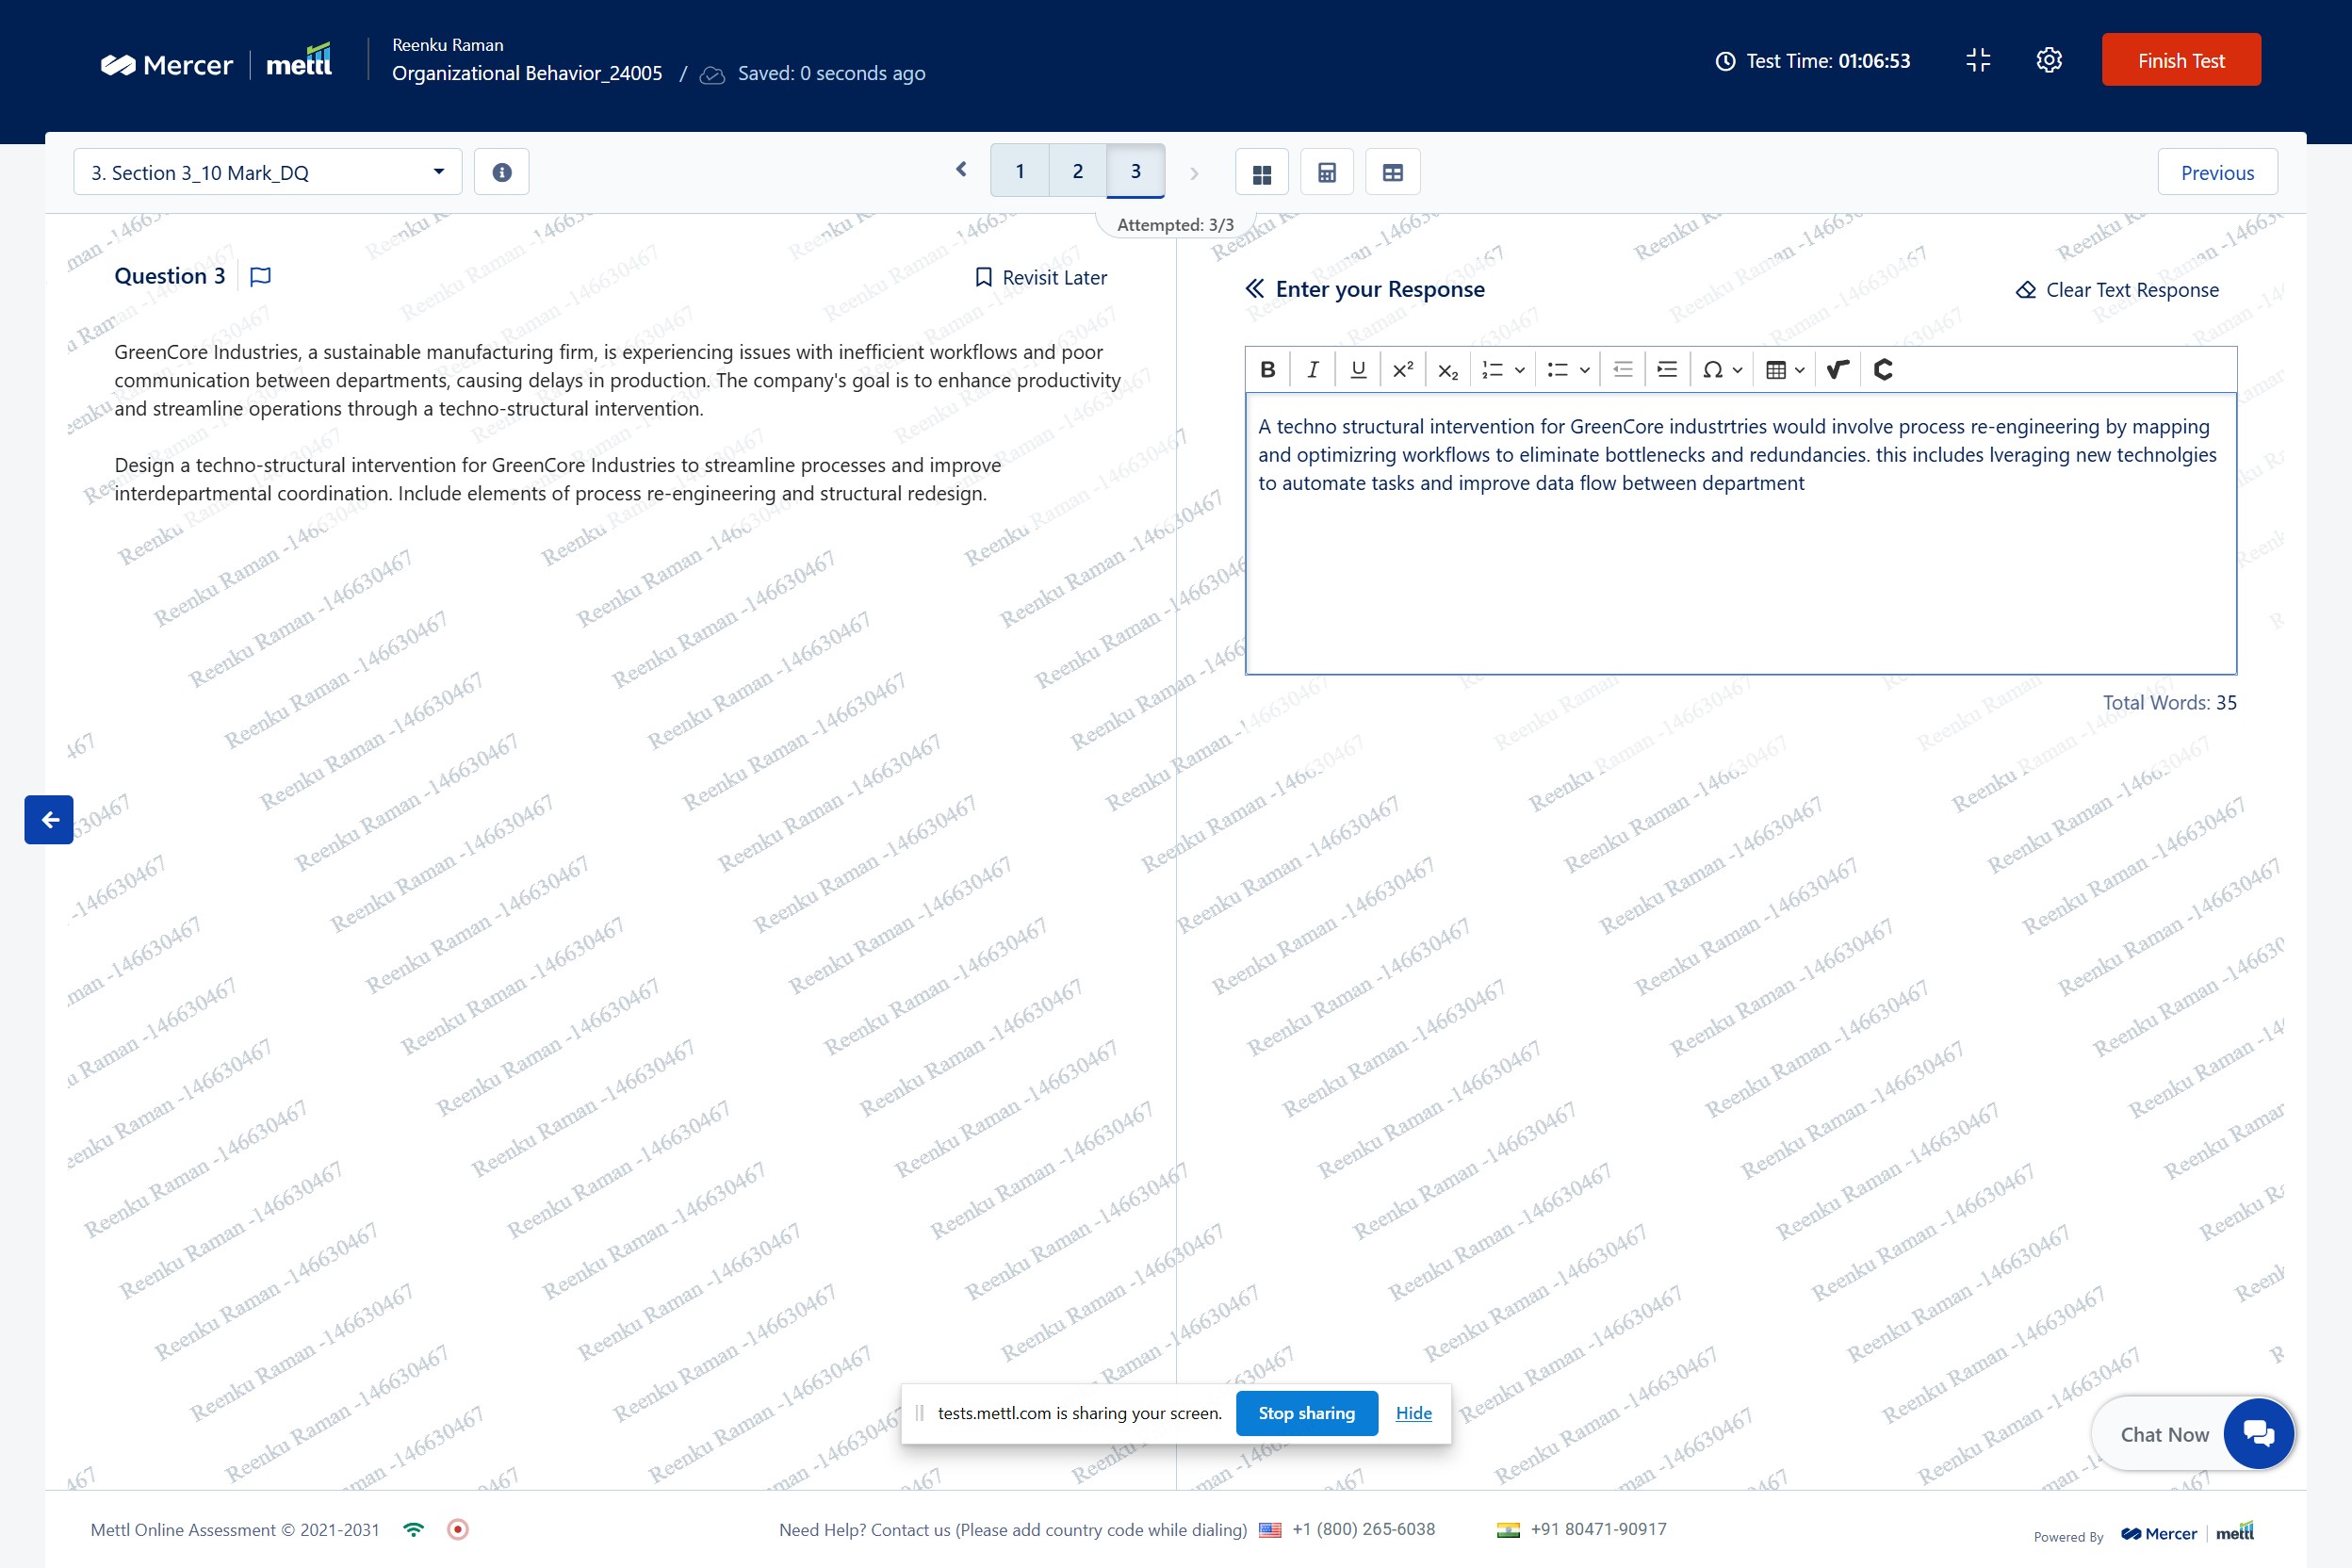 Mercer | mettl
Reenku Raman
Organizational Behavior_24005 / Saved: 0 seconds ago
Test Time: 01:06:53
Finish Test
3. Section 3_10 Mark_DQ
1 2 3
Previous
Attempted: 3/3
Question 3
Revisit Later
GreenCore Industries, a sustainable manufacturing firm, is experiencing issues with inefficient workflows and poor
communication between departments, causing delays in production. The company's goal is to enhance productivity
and streamline operations through a techno-structural intervention.
Design a techno-structural intervention for GreenCore Industries to streamline processes and improve
interdepartmental coordination. Include elements of process re-engineering and structural redesign.
Enter your Response
Clear Text Response
B I U x² x₂ Ω
A techno structural intervention for GreenCore industrtries would involve process re-engineering by mapping
and optimizring workflows to eliminate bottlenecks and redundancies. this includes lveraging new technolgies
to automate tasks and improve data flow between department
Total Words: 35
Reenku Raman -146630467
tests.mettl.com is sharing your screen. Stop sharing Hide
Chat Now
Mettl Online Assessment © 2021-2031
Need Help? Contact us (Please add country code while dialing) +1 (800) 265-6038 +91 80471-90917
Powered By Mercer | mettl